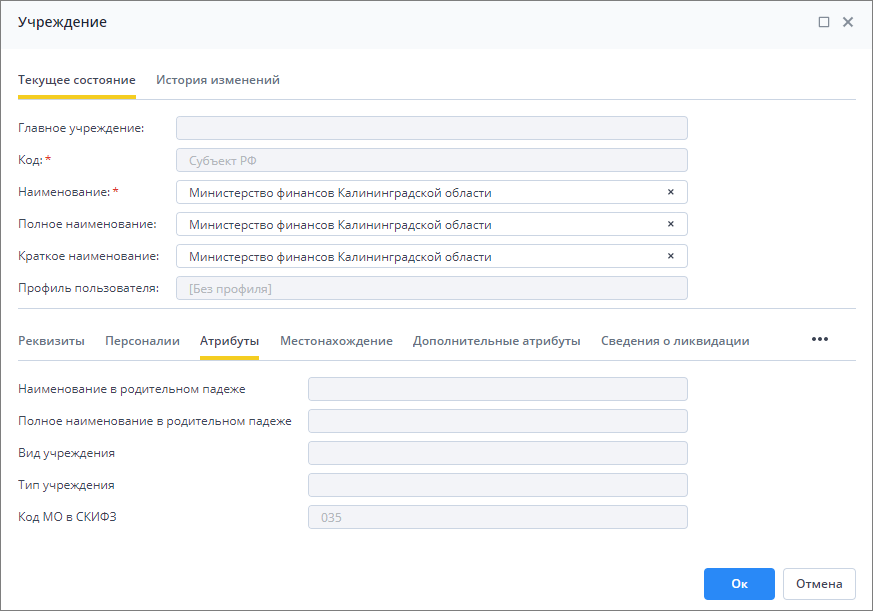 Учреждение
Текущее состояние История изменений
Главное учреждение:
Код: * Субъект РФ
Наименование: * Министерство финансов Калининградской области ×
Полное наименование: Министерство финансов Калининградской области ×
Краткое наименование: Министерство финансов Калининградской области ×
Профиль пользователя: [Без профиля]
Реквизиты Персоналии Атрибуты Местонахождение Дополнительные атрибуты Сведения о ликвидации •••
Наименование в родительном падеже
Полное наименование в родительном падеже
Вид учреждения
Тип учреждения
Код МО в СКИФ3 035
Ок Отмена